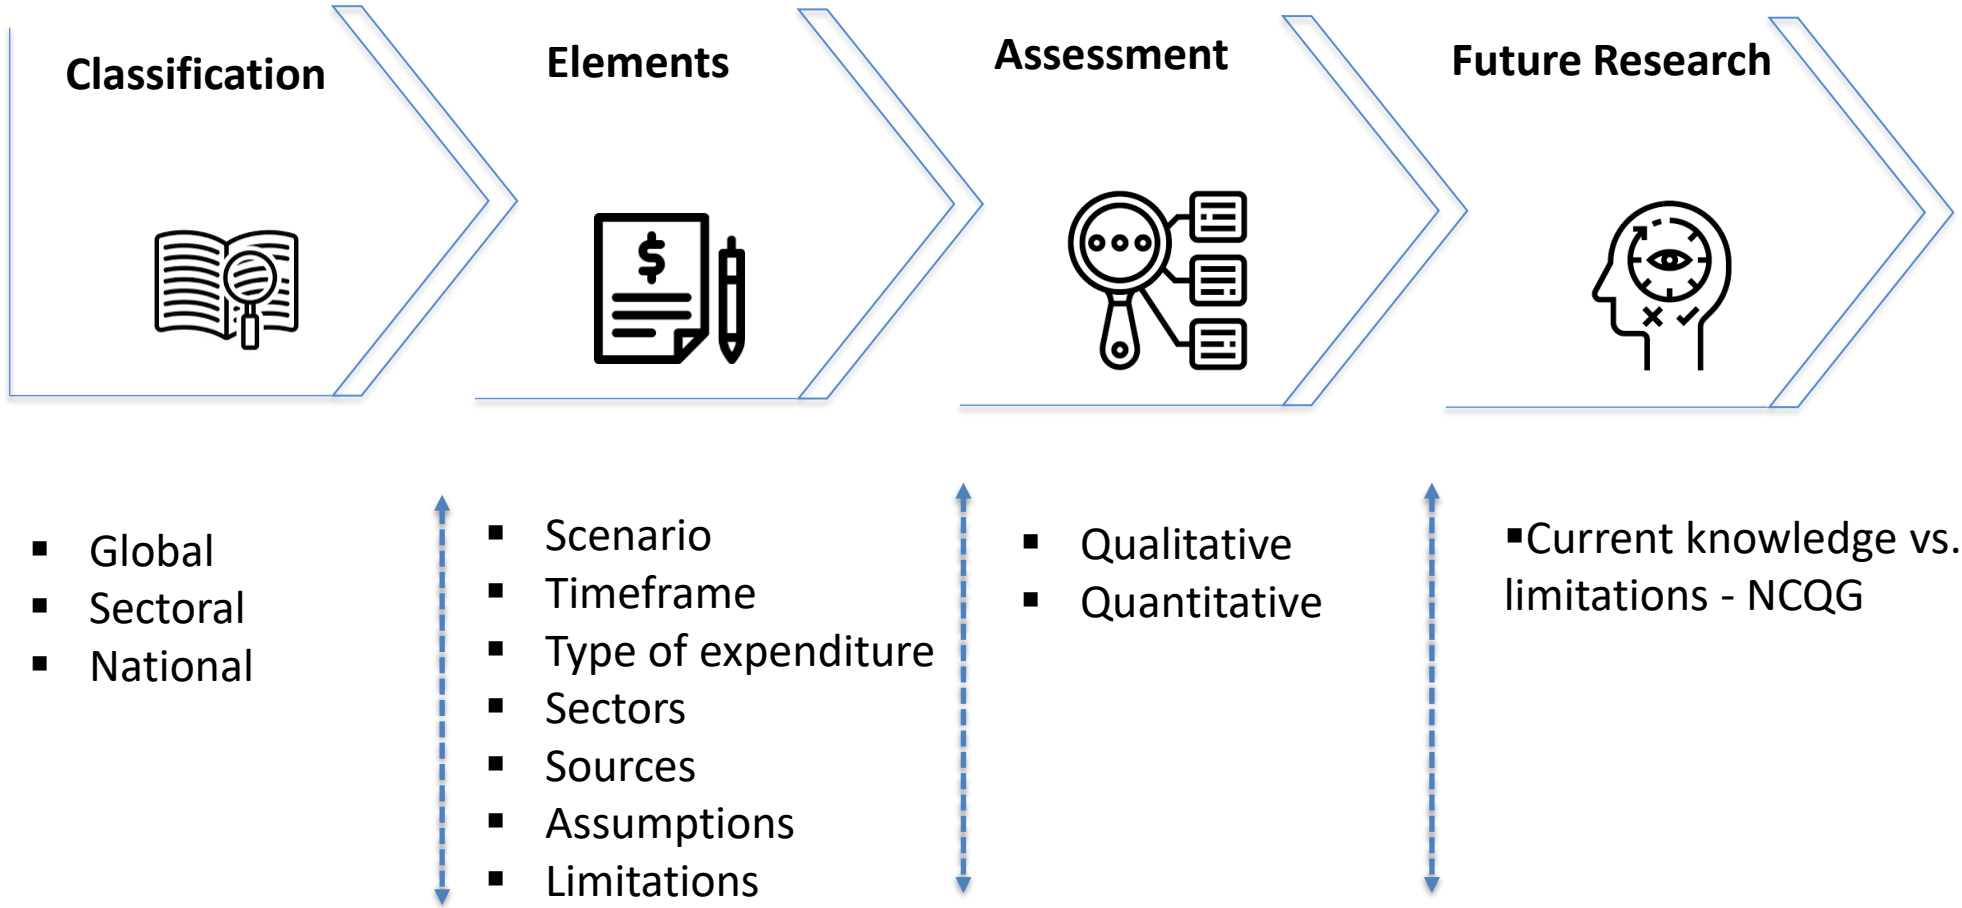 Classification
Elements
Assessment
Future Research
$
▪ Global
▪ Sectoral
▪ National
▪ Scenario
▪ Timeframe
▪ Type of expenditure
▪ Sectors
▪ Sources
▪ Assumptions
▪ Limitations
▪ Qualitative
▪ Quantitative
▪Current knowledge vs.
limitations - NCQG